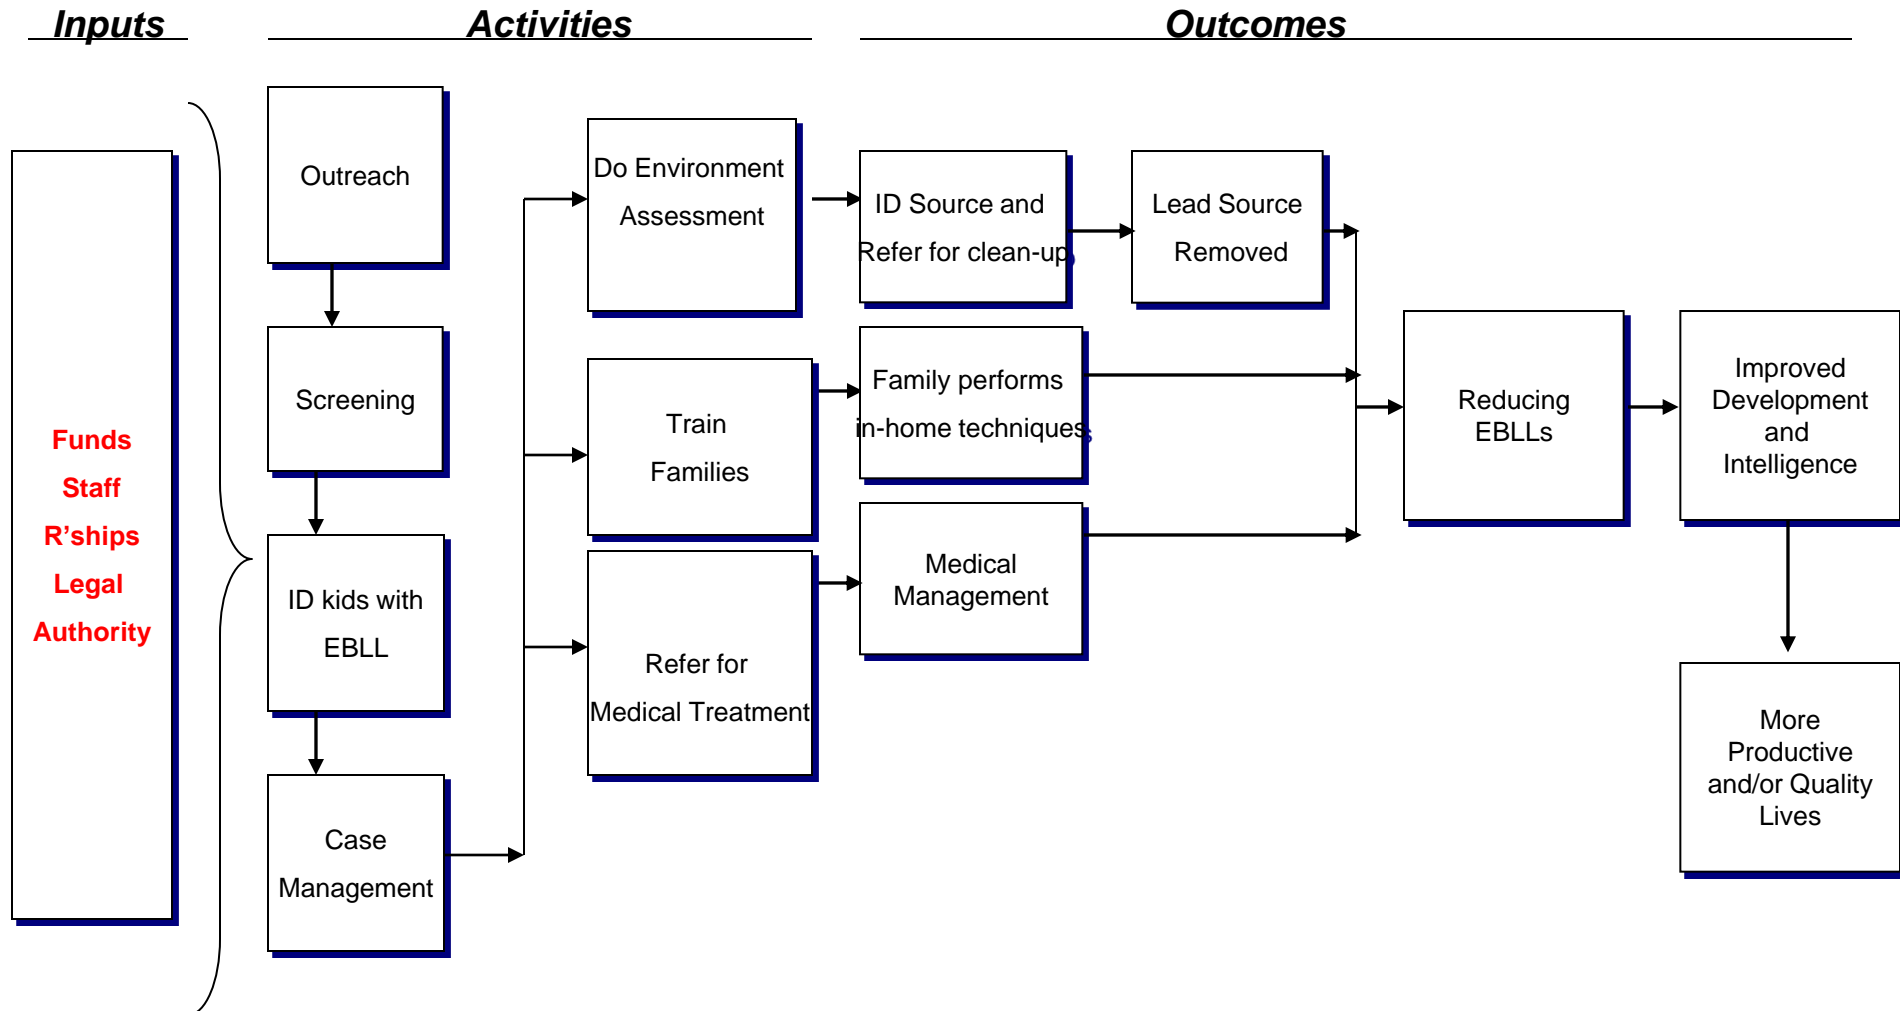 Inputs
Activities
Outcomes
Funds
Staff
R’ships
Legal
Authority
Outreach
Screening
ID kids with
EBLL
Case
Management
Do Environment
Assessment
Train
Families
Refer for
Medical Treatment
ID Source and
Refer for clean-up
Lead Source
Removed
Family performs
in-home techniques
Medical
Management
Reducing
EBLLs
Improved
Development
and
Intelligence
More
Productive
and/or Quality
Lives